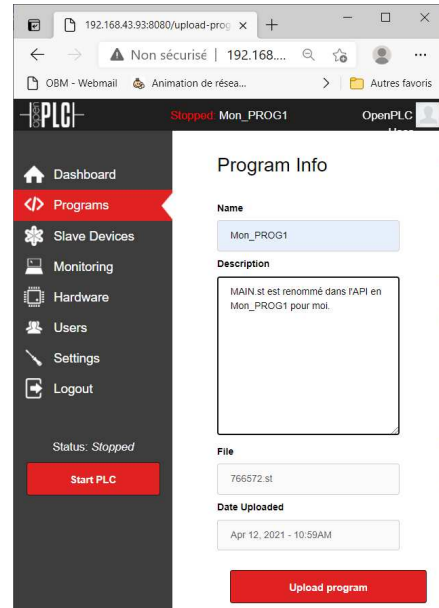 192.168.43.93:8080/upload-prog
Non sécurisé | 192.168....
OBM - Webmail
Animation de résea...
Autres favoris
open PLC
Stopped: Mon_PROG1
OpenPLC
User
Dashboard
Programs
Slave Devices
Monitoring
Hardware
Users
Settings
Logout
Status: Stopped
Start PLC
Program Info
Name
Mon_PROG1
Description
MAIN.st est renommé dans l'API en
Mon_PROG1 pour moi.
File
766572.st
Date Uploaded
Apr 12, 2021 - 10:59AM
Upload program